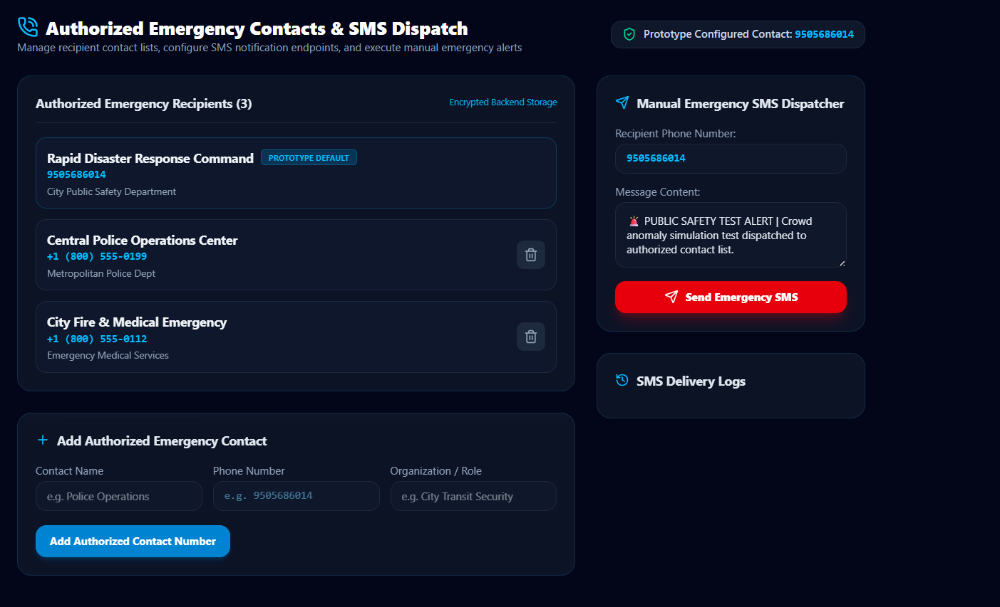 Authorized Emergency Contacts & SMS Dispatch
Manage recipient contact lists, configure SMS notification endpoints, and execute manual emergency alerts
Prototype Configured Contact: 9505686014
Authorized Emergency Recipients (3)
Encrypted Backend Storage
Rapid Disaster Response Command
PROTOTYPE DEFAULT
9505686014
City Public Safety Department
Central Police Operations Center
+1 (800) 555-0199
Metropolitan Police Dept
City Fire & Medical Emergency
+1 (800) 555-0112
Emergency Medical Services
Add Authorized Emergency Contact
Contact Name
Phone Number
Organization / Role
e.g. Police Operations
e.g. 9505686014
e.g. City Transit Security
Add Authorized Contact Number
Manual Emergency SMS Dispatcher
Recipient Phone Number:
9505686014
Message Content:
🚨 PUBLIC SAFETY TEST ALERT | Crowd
anomaly simulation test dispatched to
authorized contact list.
Send Emergency SMS
SMS Delivery Logs